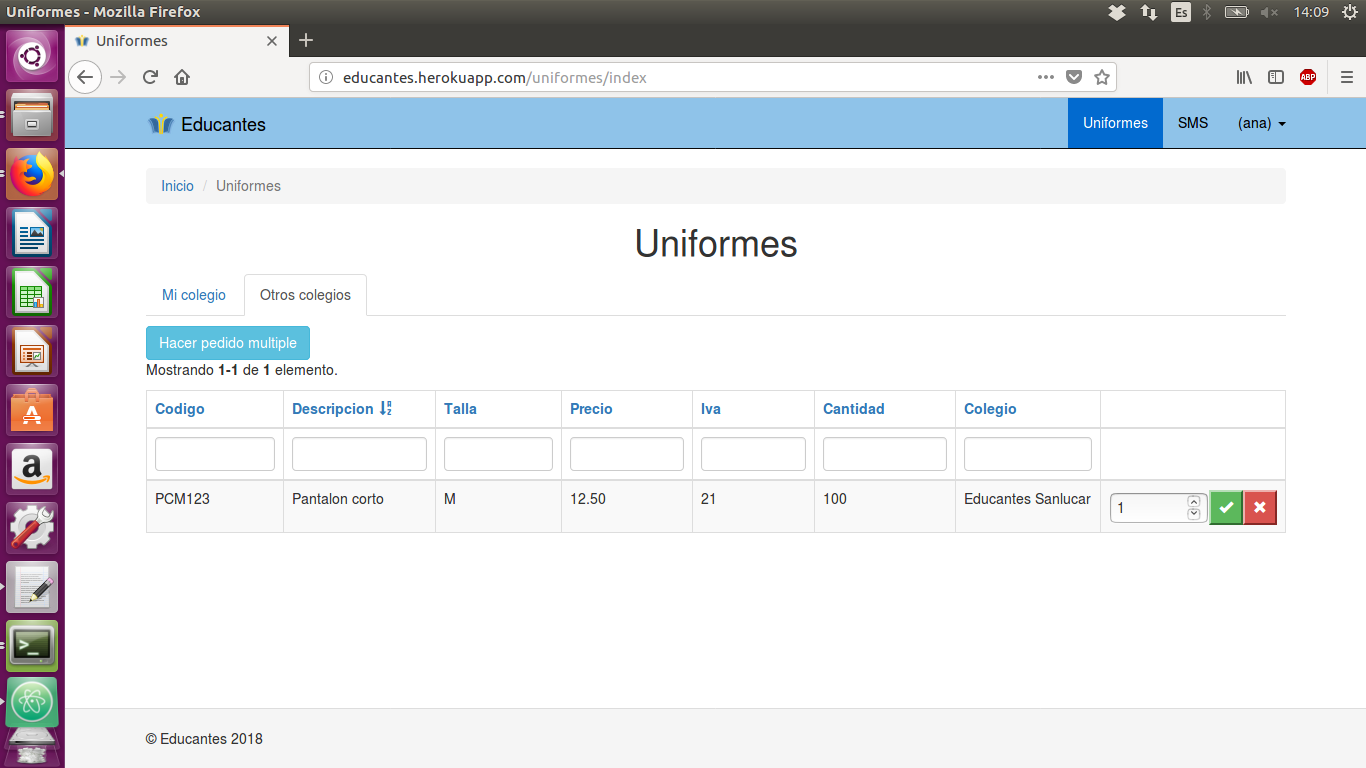 Uniformes - Mozilla Firefox
Es
14:09
Uniformes
educantes.herokuapp.com/uniformes/index
ABP
Educantes
Uniformes
SMS
(ana)
Inicio / Uniformes
Uniformes
Mi colegio
Otros colegios
Hacer pedido multiple
Mostrando 1-1 de 1 elemento.
Codigo Descripcion Talla Precio Iva Cantidad Colegio
PCM123 Pantalon corto M 12.50 21 100 Educantes Sanlucar 1
© Educantes 2018